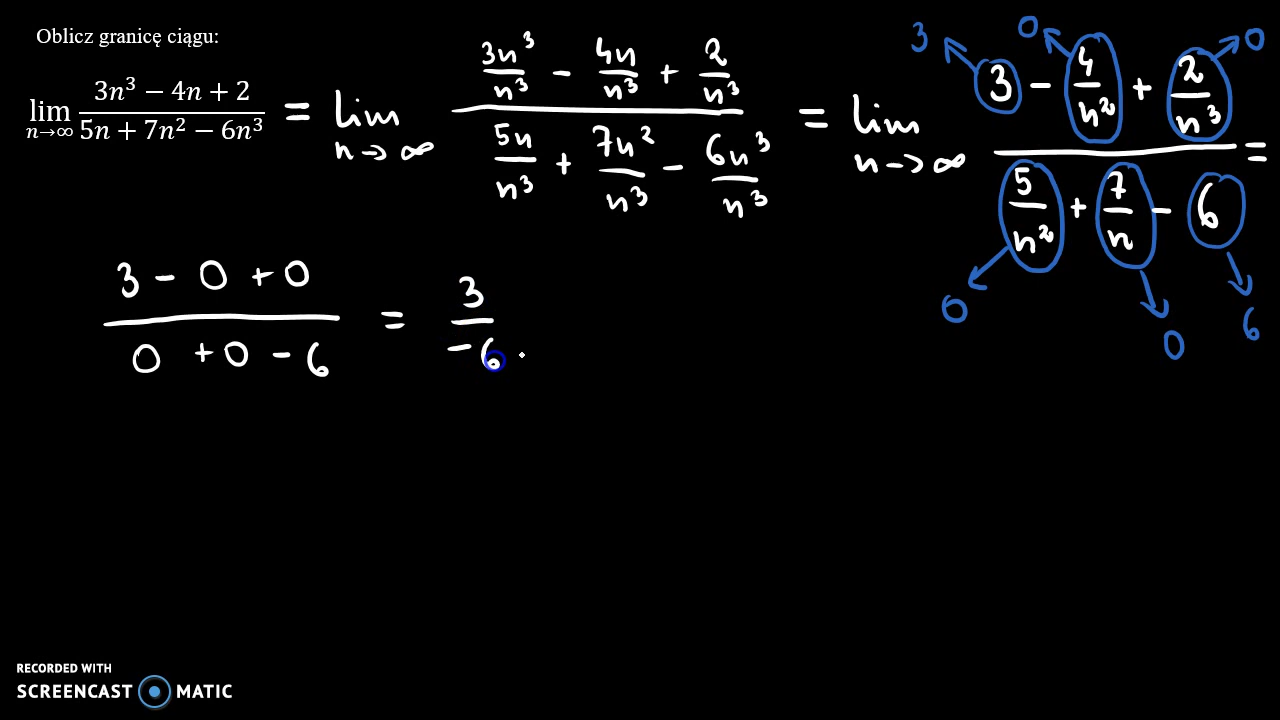 Oblicz granicę ciągu:
lim n→∞ (3n³ − 4n + 2)/(5n + 7n² − 6n³) = lim n→∞ (3n³/n³ − 4n/n³ + 2/n³)/(5n/n³ + 7n²/n³ − 6n³/n³) = lim n→∞ (3 − 4/n² + 2/n³)/(5/n² + 7/n − 6) =
3 0 0
0 0 6
(3 − 0 + 0)/(0 + 0 − 6) = 3/−6
RECORDED WITH
SCREENCAST MATIC